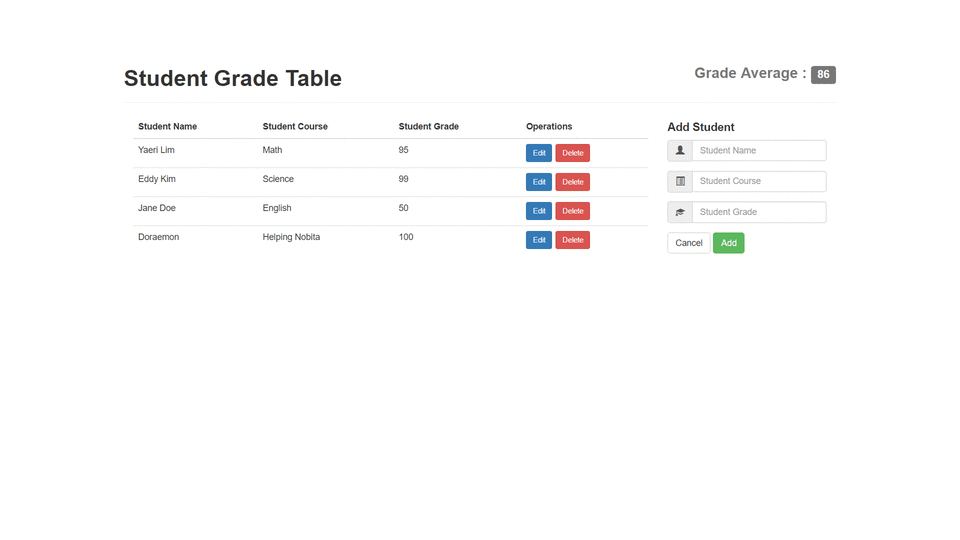 Student Grade Table
Grade Average : 86
Student Name Student Course Student Grade Operations
Yaeri Lim Math 95 Edit Delete
Eddy Kim Science 99 Edit Delete
Jane Doe English 50 Edit Delete
Doraemon Helping Nobita 100 Edit Delete
Add Student
Student Name
Student Course
Student Grade
Cancel Add